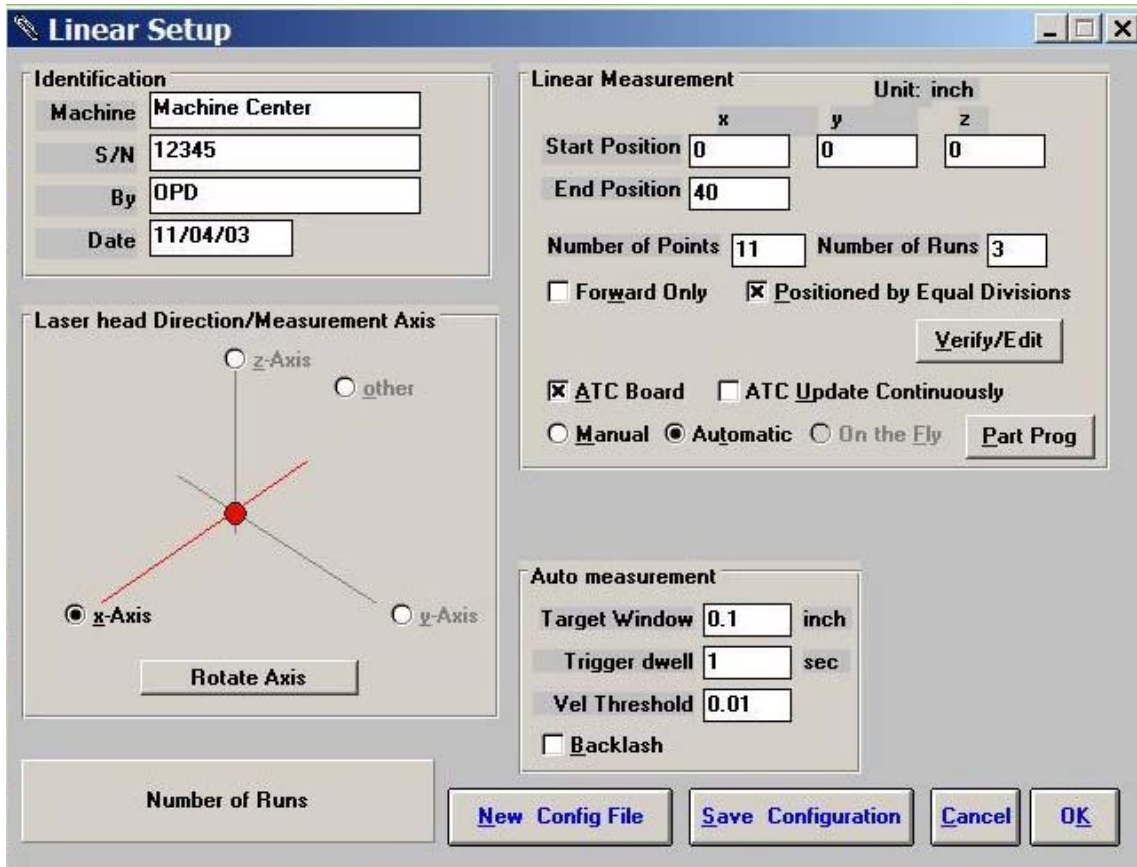 Linear Setup
Identification
Machine Machine Center
S/N 12345
By OPD
Date 11/04/03
Laser head Direction/Measurement Axis
z-Axis
other
x-Axis
y-Axis
Rotate Axis
Number of Runs
Linear Measurement
Unit: inch
x y z
Start Position 0 0 0
End Position 40
Number of Points 11 Number of Runs 3
Forward Only Positioned by Equal Divisions
Verify/Edit
ATC Board ATC Update Continuously
Manual Automatic On the Fly Part Prog
Auto measurement
Target Window 0.1 inch
Trigger dwell 1 sec
Vel Threshold 0.01
Backlash
New Config File Save Configuration Cancel OK